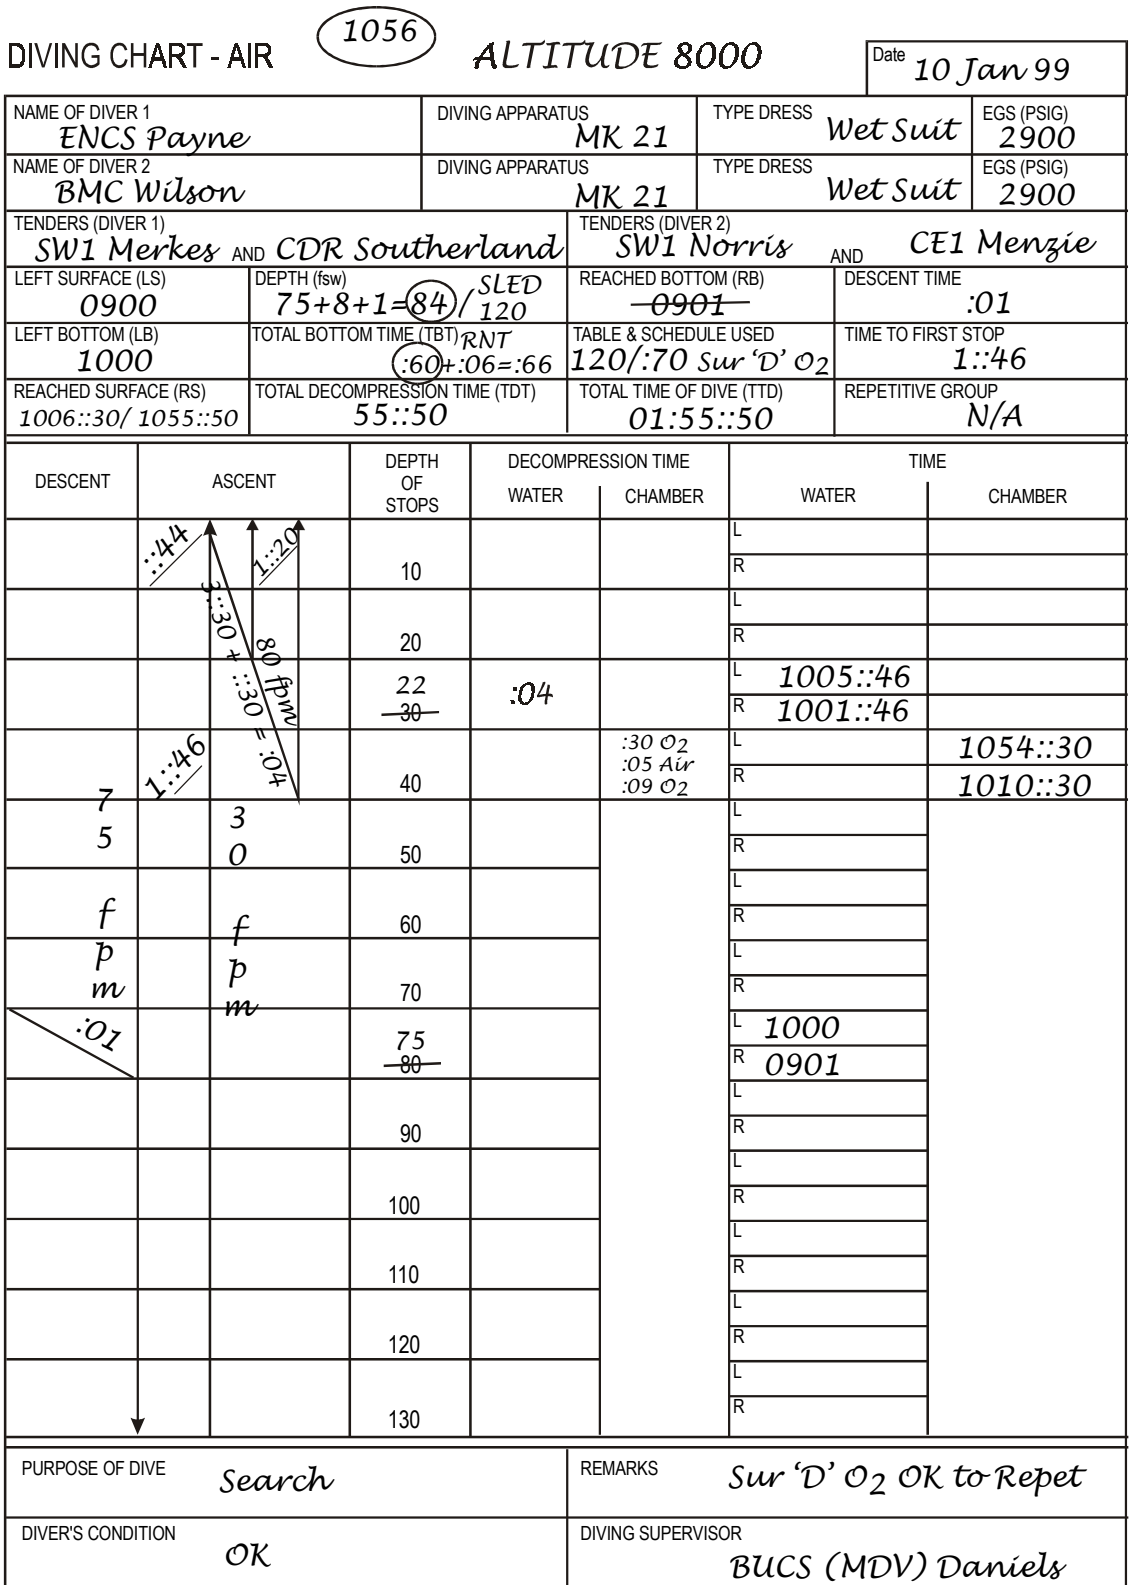 1056
DIVING CHART - AIR
ALTITUDE 8000
Date 10 Jan 99
NAME OF DIVER 1 ENCS Payne
DIVING APPARATUS MK 21
TYPE DRESS Wet Suit
EGS (PSIG) 2900
NAME OF DIVER 2 BMC Wilson
DIVING APPARATUS MK 21
TYPE DRESS Wet Suit
EGS (PSIG) 2900
TENDERS (DIVER 1) SW1 Merkes AND CDR Southerland
TENDERS (DIVER 2) SW1 Norris AND CE1 Menzie
LEFT SURFACE (LS) 0900
DEPTH (fsw) 75+8+1=84 / SLED 120
REACHED BOTTOM (RB) 0901
DESCENT TIME :01
LEFT BOTTOM (LB) 1000
TOTAL BOTTOM TIME (TBT) RNT :60+:06=:66
TABLE & SCHEDULE USED 120/:70 Sur 'D' O2
TIME TO FIRST STOP 1::46
REACHED SURFACE (RS) 1006::30/ 1055::50
TOTAL DECOMPRESSION TIME (TDT) 55::50
TOTAL TIME OF DIVE (TTD) 01:55::50
REPETITIVE GROUP N/A
DESCENT
ASCENT
DEPTH OF STOPS
DECOMPRESSION TIME
WATER
CHAMBER
TIME
WATER
CHAMBER
::44
1::20
3::30 + ::30 = :04
80 fpm
L
10
R
L
20
R
22
30
:04
L 1005::46
R 1001::46
1::46
40
:30 O2
:05 Air
:09 O2
L
1054::30
R
1010::30
75 fpm
30 fpm
L
50
R
L
60
R
L
70
R
:01
75
80
L 1000
R 0901
L
90
R
L
100
R
L
110
R
L
120
R
L
130
R
PURPOSE OF DIVE Search
REMARKS Sur 'D' O2 OK to Repet
DIVER'S CONDITION OK
DIVING SUPERVISOR BUCS (MDV) Daniels